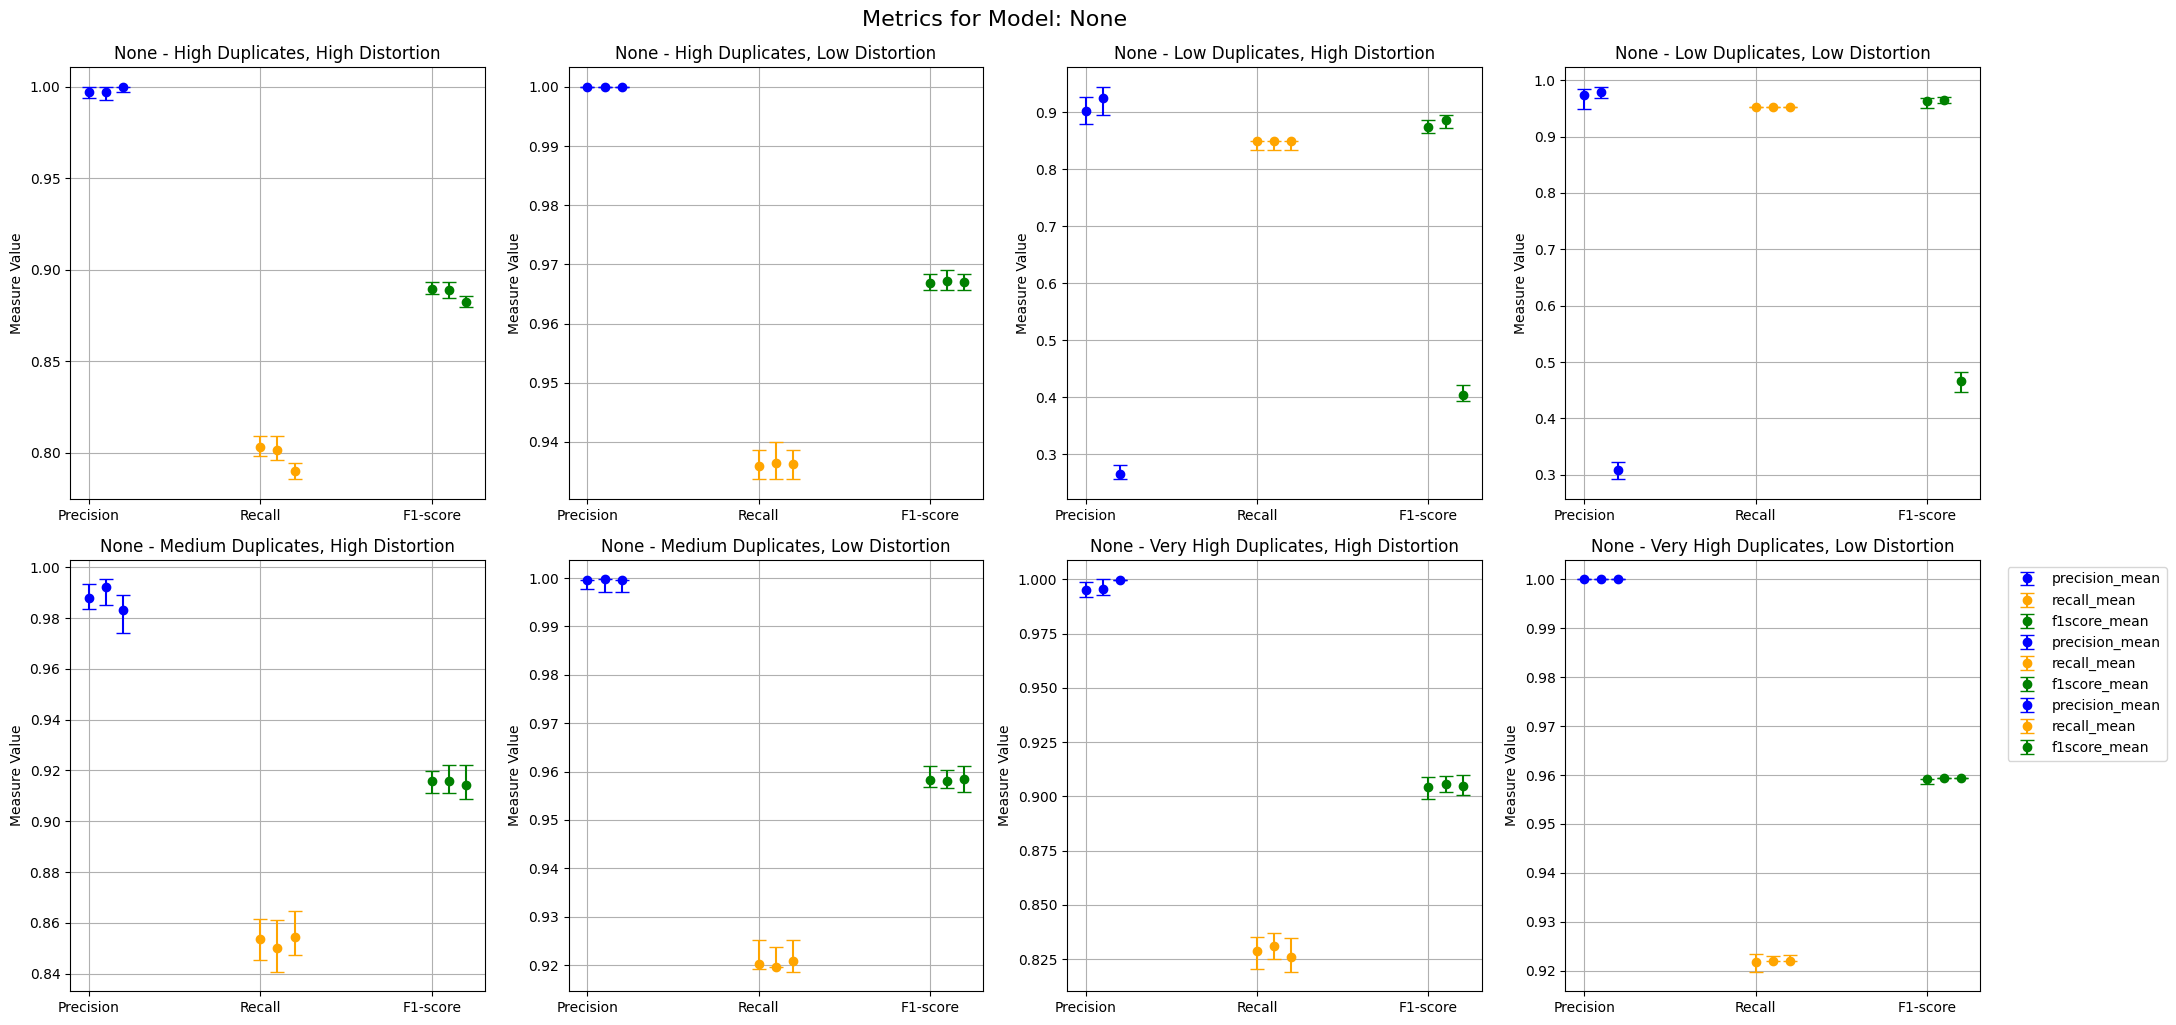 Metrics for Model: None
None - High Duplicates, High Distortion
Measure Value
1.00
0.95
0.90
0.85
0.80
Precision
Recall
F1-score
None - High Duplicates, Low Distortion
Measure Value
1.00
0.99
0.98
0.97
0.96
0.95
0.94
Precision
Recall
F1-score
None - Low Duplicates, High Distortion
Measure Value
0.9
0.8
0.7
0.6
0.5
0.4
0.3
Precision
Recall
F1-score
None - Low Duplicates, Low Distortion
Measure Value
1.0
0.9
0.8
0.7
0.6
0.5
0.4
0.3
Precision
Recall
F1-score
None - Medium Duplicates, High Distortion
Measure Value
1.00
0.98
0.96
0.94
0.92
0.90
0.88
0.86
0.84
Precision
Recall
F1-score
None - Medium Duplicates, Low Distortion
Measure Value
1.00
0.99
0.98
0.97
0.96
0.95
0.94
0.93
0.92
Precision
Recall
F1-score
None - Very High Duplicates, High Distortion
Measure Value
1.000
0.975
0.950
0.925
0.900
0.875
0.850
0.825
Precision
Recall
F1-score
None - Very High Duplicates, Low Distortion
Measure Value
1.00
0.99
0.98
0.97
0.96
0.95
0.94
0.93
0.92
Precision
Recall
F1-score
precision_mean
recall_mean
f1score_mean
precision_mean
recall_mean
f1score_mean
precision_mean
recall_mean
f1score_mean